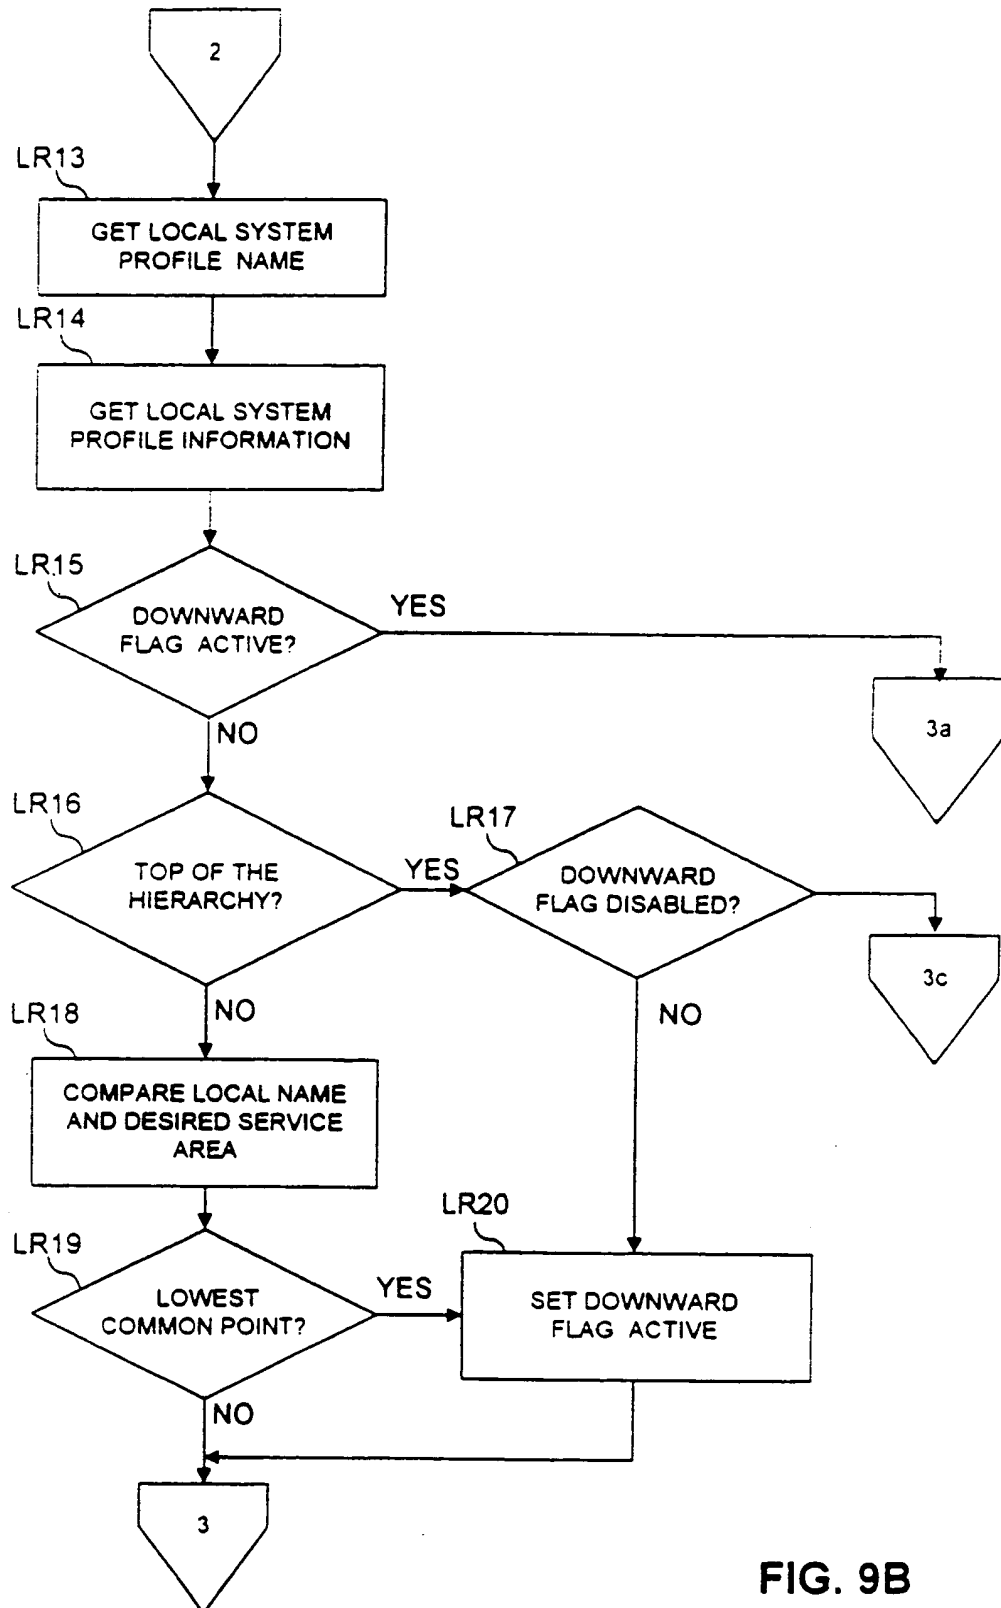 2
LR13
GET LOCAL SYSTEM
PROFILE NAME
LR14
GET LOCAL SYSTEM
PROFILE INFORMATION
LR15
DOWNWARD
FLAG ACTIVE?
YES
3a
NO
LR16
TOP OF THE
HIERARCHY?
YES
LR17
DOWNWARD
FLAG DISABLED?
3c
NO
NO
LR18
COMPARE LOCAL NAME
AND DESIRED SERVICE
AREA
LR19
LOWEST
COMMON POINT?
YES
LR20
SET DOWNWARD
FLAG ACTIVE
NO
3
FIG. 9B